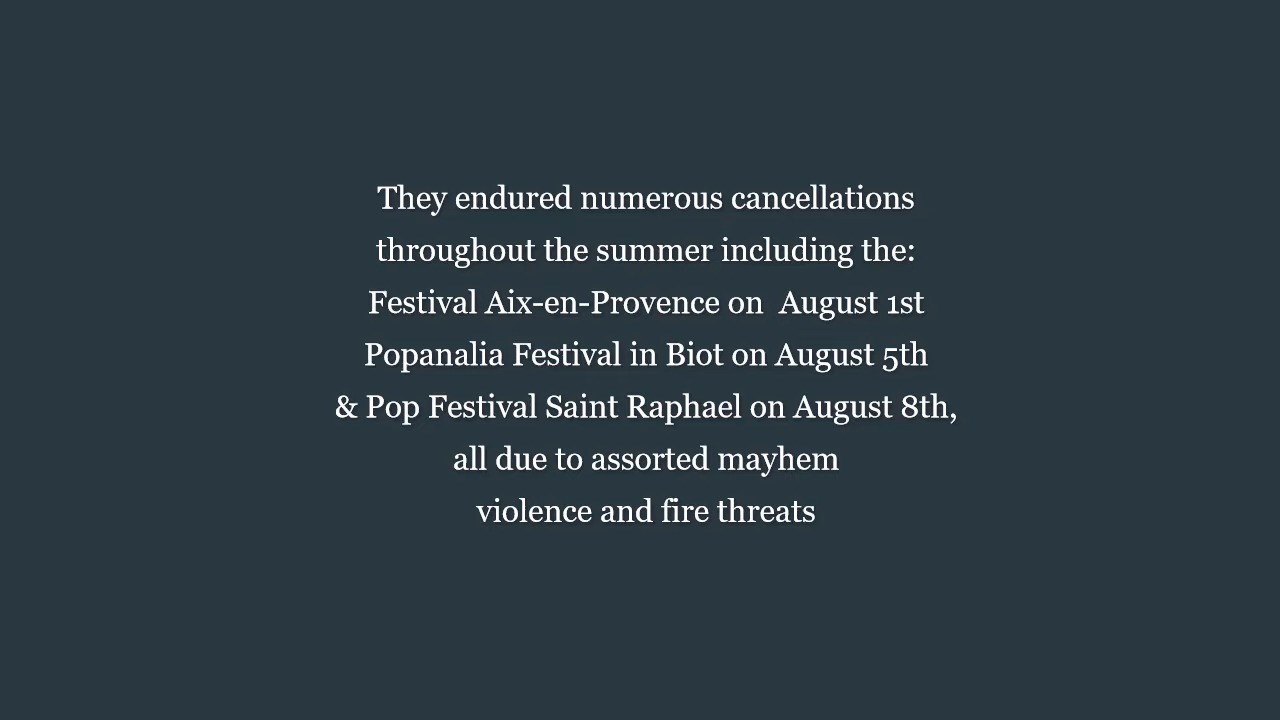 They endured numerous cancellations
throughout the summer including the:
Festival Aix-en-Provence on  August 1st
Popanalia Festival in Biot on August 5th
& Pop Festival Saint Raphael on August 8th,
all due to assorted mayhem
violence and fire threats